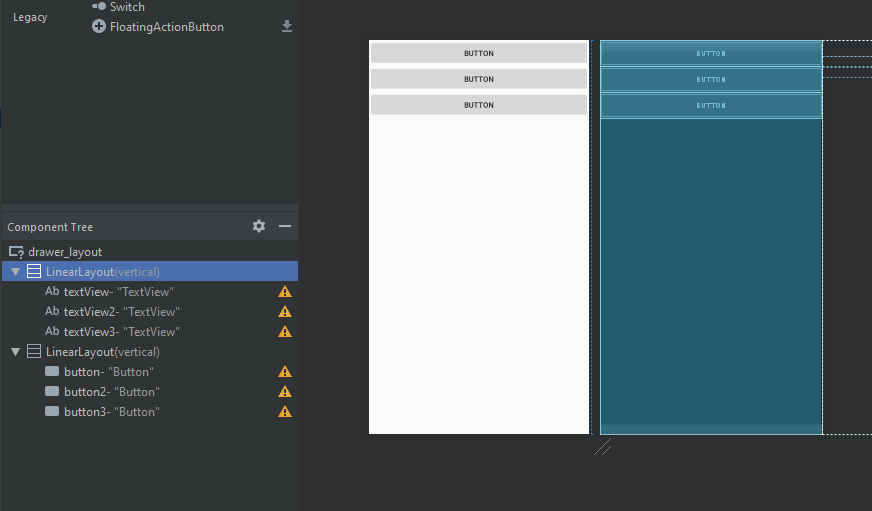 Switch
Legacy
FloatingActionButton
BUTTON BUTTON
BUTTON BUTTON
BUTTON BUTTON
Component Tree
drawer_layout
LinearLayout(vertical)
Ab textView- "TextView"
Ab textView2- "TextView"
Ab textView3- "TextView"
LinearLayout(vertical)
button- "Button"
button2- "Button"
button3- "Button"